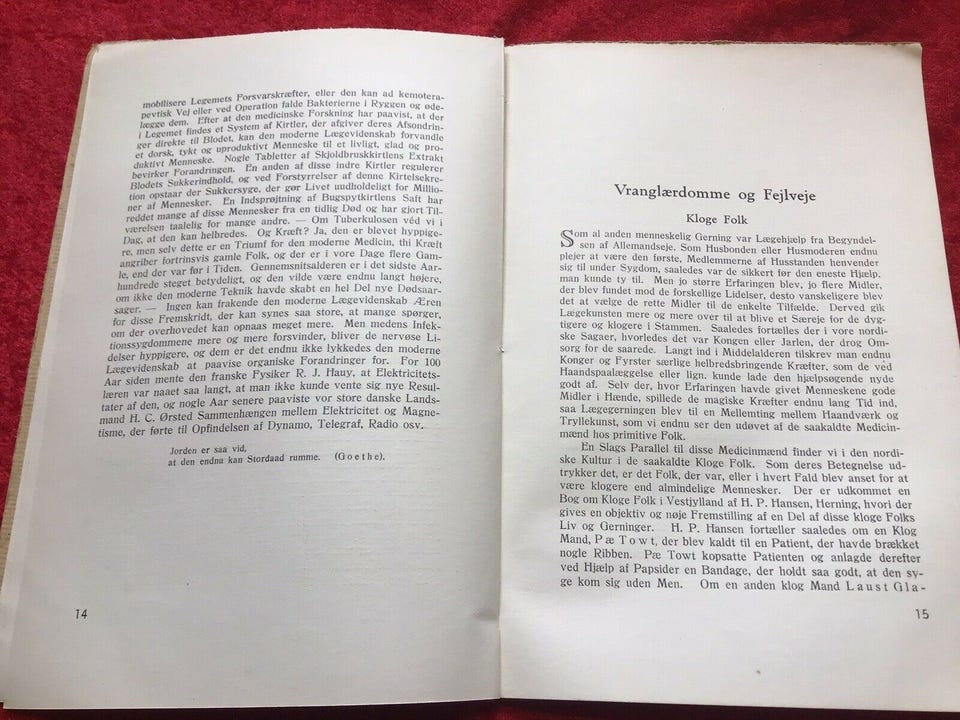 mobilisere Legemets Forsvarskræfter, eller den kan ad kemotera-
pevtisk Vej eller ved Operation falde Bakterierne i Ryggen og øde-
lægge dem. Efter at den medicinske Forskning har paavist, at der
i Legemet findes et System af Kirtler, der afgiver deres Afsondrin-
ger direkte til Blodet, kan den moderne Lægevidenskab forvandle
et dorsk, tykt og uproduktivt Menneske til et livligt, glad og pro-
duktivt Menneske. Nogle Tabletter af Skjoldbruskkirtlens Extrakt
bevirker Forandringen. En anden af disse indre Kirtler regulerer
Blodets Sukkerindhold, og ved Forstyrrelser af denne Kirtelsekre-
tion opstaar der Sukkersyge, der gør Livet uudholdeligt for Millio-
ner af Mennesker. En Indsprøjtning af Bugspytkirtlens Saft har
reddet mange af disse Mennesker fra en tidlig Død og har gjort Til-
værelsen taalelig for mange andre. — Om Tuberkulosen véd vi i
Dag, at den kan helbredes. Og Kræft? Ja, den er blevet hyppige-
re, men selv dette er et Triumf for den moderne Medicin, thi Kræft
angriber fortrinsvis gamle Folk, og der er i vore Dage flere Gam-
le, end der var før i Tiden. Gennemsnitsalderen er i det sidste Aar-
hundrede steget betydeligt, og den vilde være endnu langt højere,
om ikke den moderne Teknik havde skabt en hel Del nye Dødsaar-
sager. — Ingen kan frakende den moderne Lægevidenskab Æren
for disse Fremskridt, der kan synes saa store, at mange spørger,
om der overhovedet kan opnaas meget mere. Men medens Infek-
tionssygdommene mere og mere forsvinder, bliver de nervøse Li-
delser hyppigere, og dem er det endnu ikke lykkedes den moderne
Lægevidenskab at paavise organiske Forandringer for. For 100
Aar siden mente den franske Fysiker R. J. Hauy, at Elektricitets-
læren var naaet saa langt, at man ikke kunde vente sig nye Resul-
tater af den, og nogle Aar senere paaviste vor store danske Lands-
mand H. C. Ørsted Sammenhængen mellem Elektricitet og Magne-
tisme, der førte til Opfindelsen af Dynamo, Telegraf, Radio osv.
Jorden er saa vid,
at den endnu kan Stordaad rumme. (Goethe).
14
Vranglærdomme og Fejlveje
Kloge Folk
Som al anden menneskelig Gerning var Lægehjælp fra Begyndel-
sen af Allemandseje. Som Husbonden eller Husmoderen endnu
plejer at være den første, Medlemmerne af Husstanden henvender
sig til under Sygdom, saaledes var de sikkert før den eneste Hjælp,
man kunde ty til. Men jo større Erfaringen blev, jo flere Midler,
der blev fundet mod de forskellige Lidelser, desto vanskeligere blev
det at vælge de rette Midler til de enkelte Tilfælde. Derved gik
Lægekunsten mere og mere over til at blive et Særeje for de dyg-
tigere og klogere i Stammen. Saaledes fortælles der i vore nordi-
ske Sagaer, hvorledes det var Kongen eller Jarlen, der drog Om-
sorg for de saarede. Langt ind i Middelalderen tilskrev man endnu
Konger og Fyrster særlige helbredsbringende Kræfter, som de véd
Haandspaalæggelse eller lign. kunde lade den hjælpsøgende nyde
godt af. Selv der, hvor Erfaringen havde givet Menneskene gode
Midler i Hænde, spillede de magiske Kræfter endnu lang Tid ind,
saa Lægegerningen blev til en Mellemting mellem Haandværk og
Tryllekunst, som vi endnu ser den udøvet af de saakaldte Medicin-
mænd hos primitive Folk.
En Slags Parallel til disse Medicinmænd finder vi i den nordi-
ske Kultur i de saakaldte Kloge Folk. Som deres Betegnelse ud-
trykker det, er det Folk, der var, eller i hvert Fald blev anset for at
være klogere end almindelige Mennesker. Der er udkommet en
Bog om Kloge Folk i Vestjylland af H. P. Hansen, Herning, hvori der
gives en objektiv og nøje Fremstilling af en Del af disse kloge Folks
Liv og Gerninger. H. P. Hansen fortæller saaledes om en Klog
Mand, Pæ Towt, der blev kaldt til en Patient, der havde brækket
nogle Ribben. Pæ Towt kopsatte Patienten og anlagde derefter
ved Hjælp af Papsider en Bandage, der holdt saa godt, at den sy-
ge kom sig uden Men. Om en anden klog Mand Laust Gla-
15